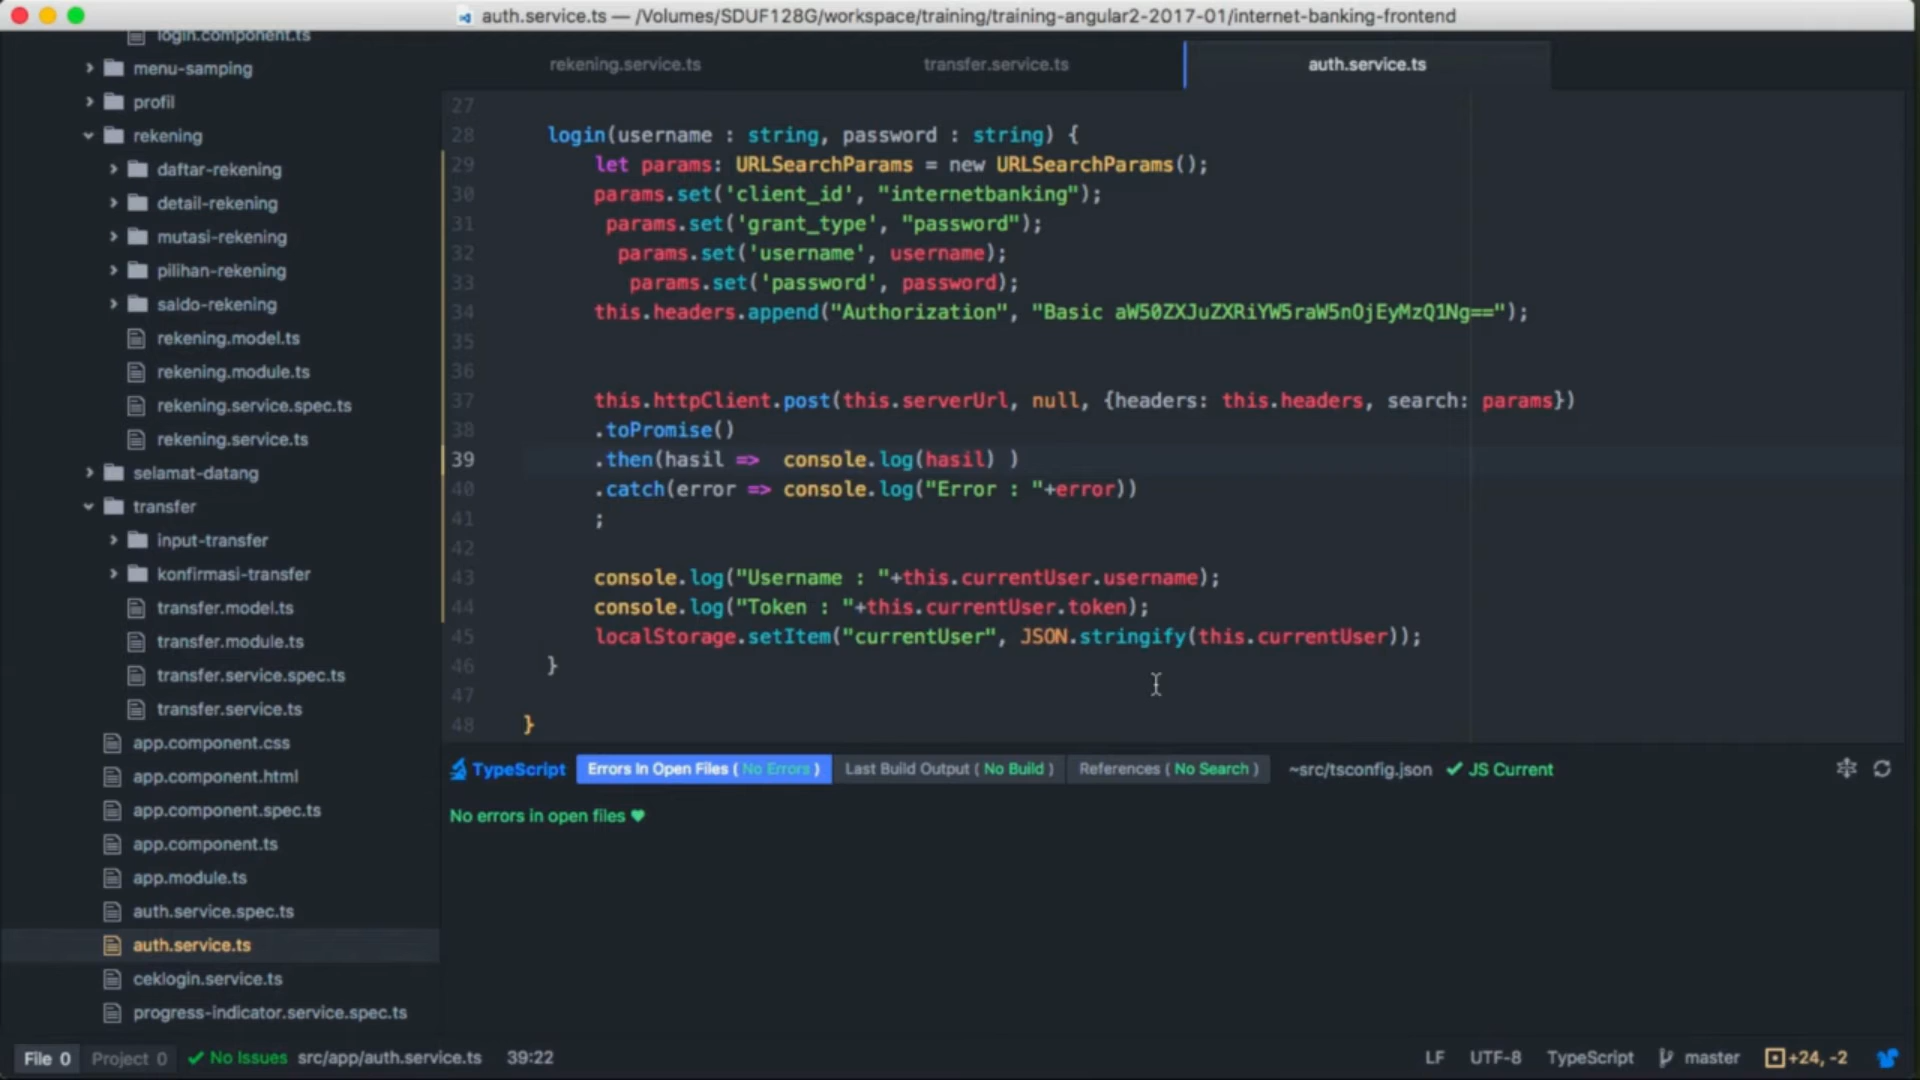 auth.service.ts — /Volumes/SDUF128G/workspace/training/training-angular2-2017-01/internet-banking-frontend
login.component.ts
menu-samping
profil
rekening
daftar-rekening
detail-rekening
mutasi-rekening
pilihan-rekening
saldo-rekening
rekening.model.ts
rekening.module.ts
rekening.service.spec.ts
rekening.service.ts
selamat-datang
transfer
input-transfer
konfirmasi-transfer
transfer.model.ts
transfer.module.ts
transfer.service.spec.ts
transfer.service.ts
app.component.css
app.component.html
app.component.spec.ts
app.component.ts
app.module.ts
auth.service.spec.ts
auth.service.ts
ceklogin.service.ts
progress-indicator.service.spec.ts
rekening.service.ts transfer.service.ts auth.service.ts
27
28 login(username : string, password : string) {
29 let params: URLSearchParams = new URLSearchParams();
30 params.set('client_id', "internetbanking");
31 params.set('grant_type', "password");
32 params.set('username', username);
33 params.set('password', password);
34 this.headers.append("Authorization", "Basic aW50ZXJuZXRiYW5raW5nOjEyMzQ1Ng==");
35
36
37 this.httpClient.post(this.serverUrl, null, {headers: this.headers, search: params})
38 .toPromise()
39 .then(hasil => console.log(hasil) )
40 .catch(error => console.log("Error : "+error))
41 ;
42
43 console.log("Username : "+this.currentUser.username);
44 console.log("Token : "+this.currentUser.token);
45 localStorage.setItem("currentUser", JSON.stringify(this.currentUser));
46 }
47
48 }
TypeScript Errors In Open Files ( No Errors ) Last Build Output ( No Build ) References ( No Search ) ~src/tsconfig.json JS Current
No errors in open files ♥
File 0 Project 0 No Issues src/app/auth.service.ts 39:22 LF UTF-8 TypeScript master +24, -2